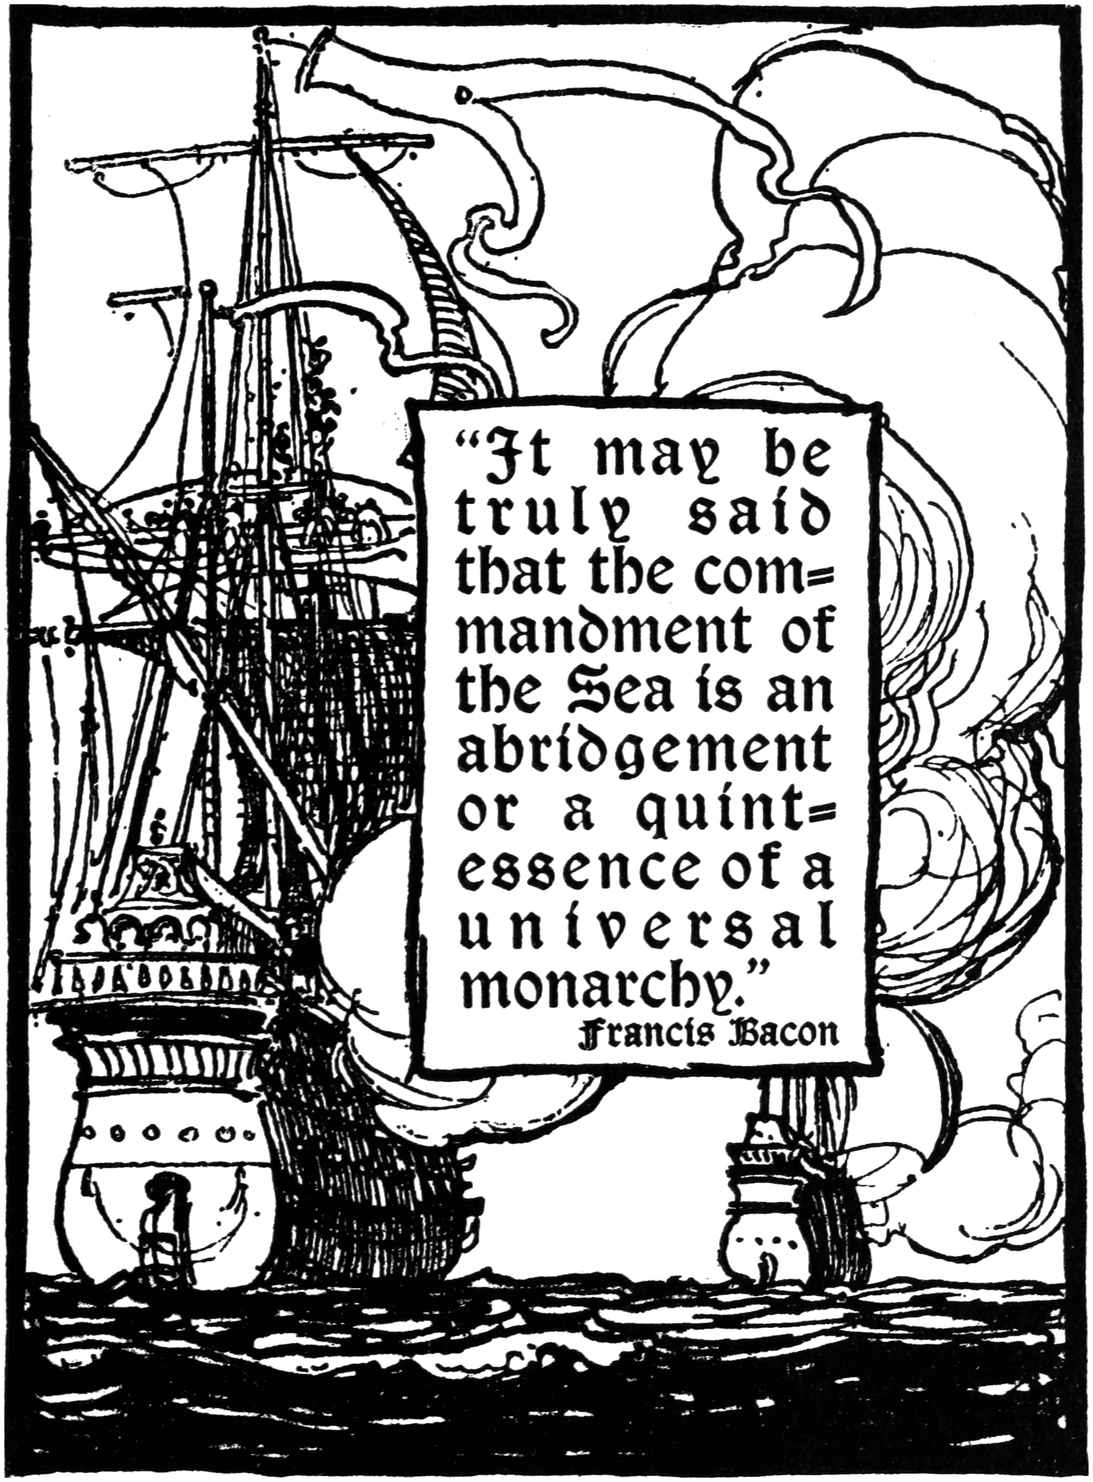 “It may be
truly said
that the com=
mandment of
the Sea is an
abridgement
or a quint=
essence of a
universal
monarchy.”
Francis Bacon